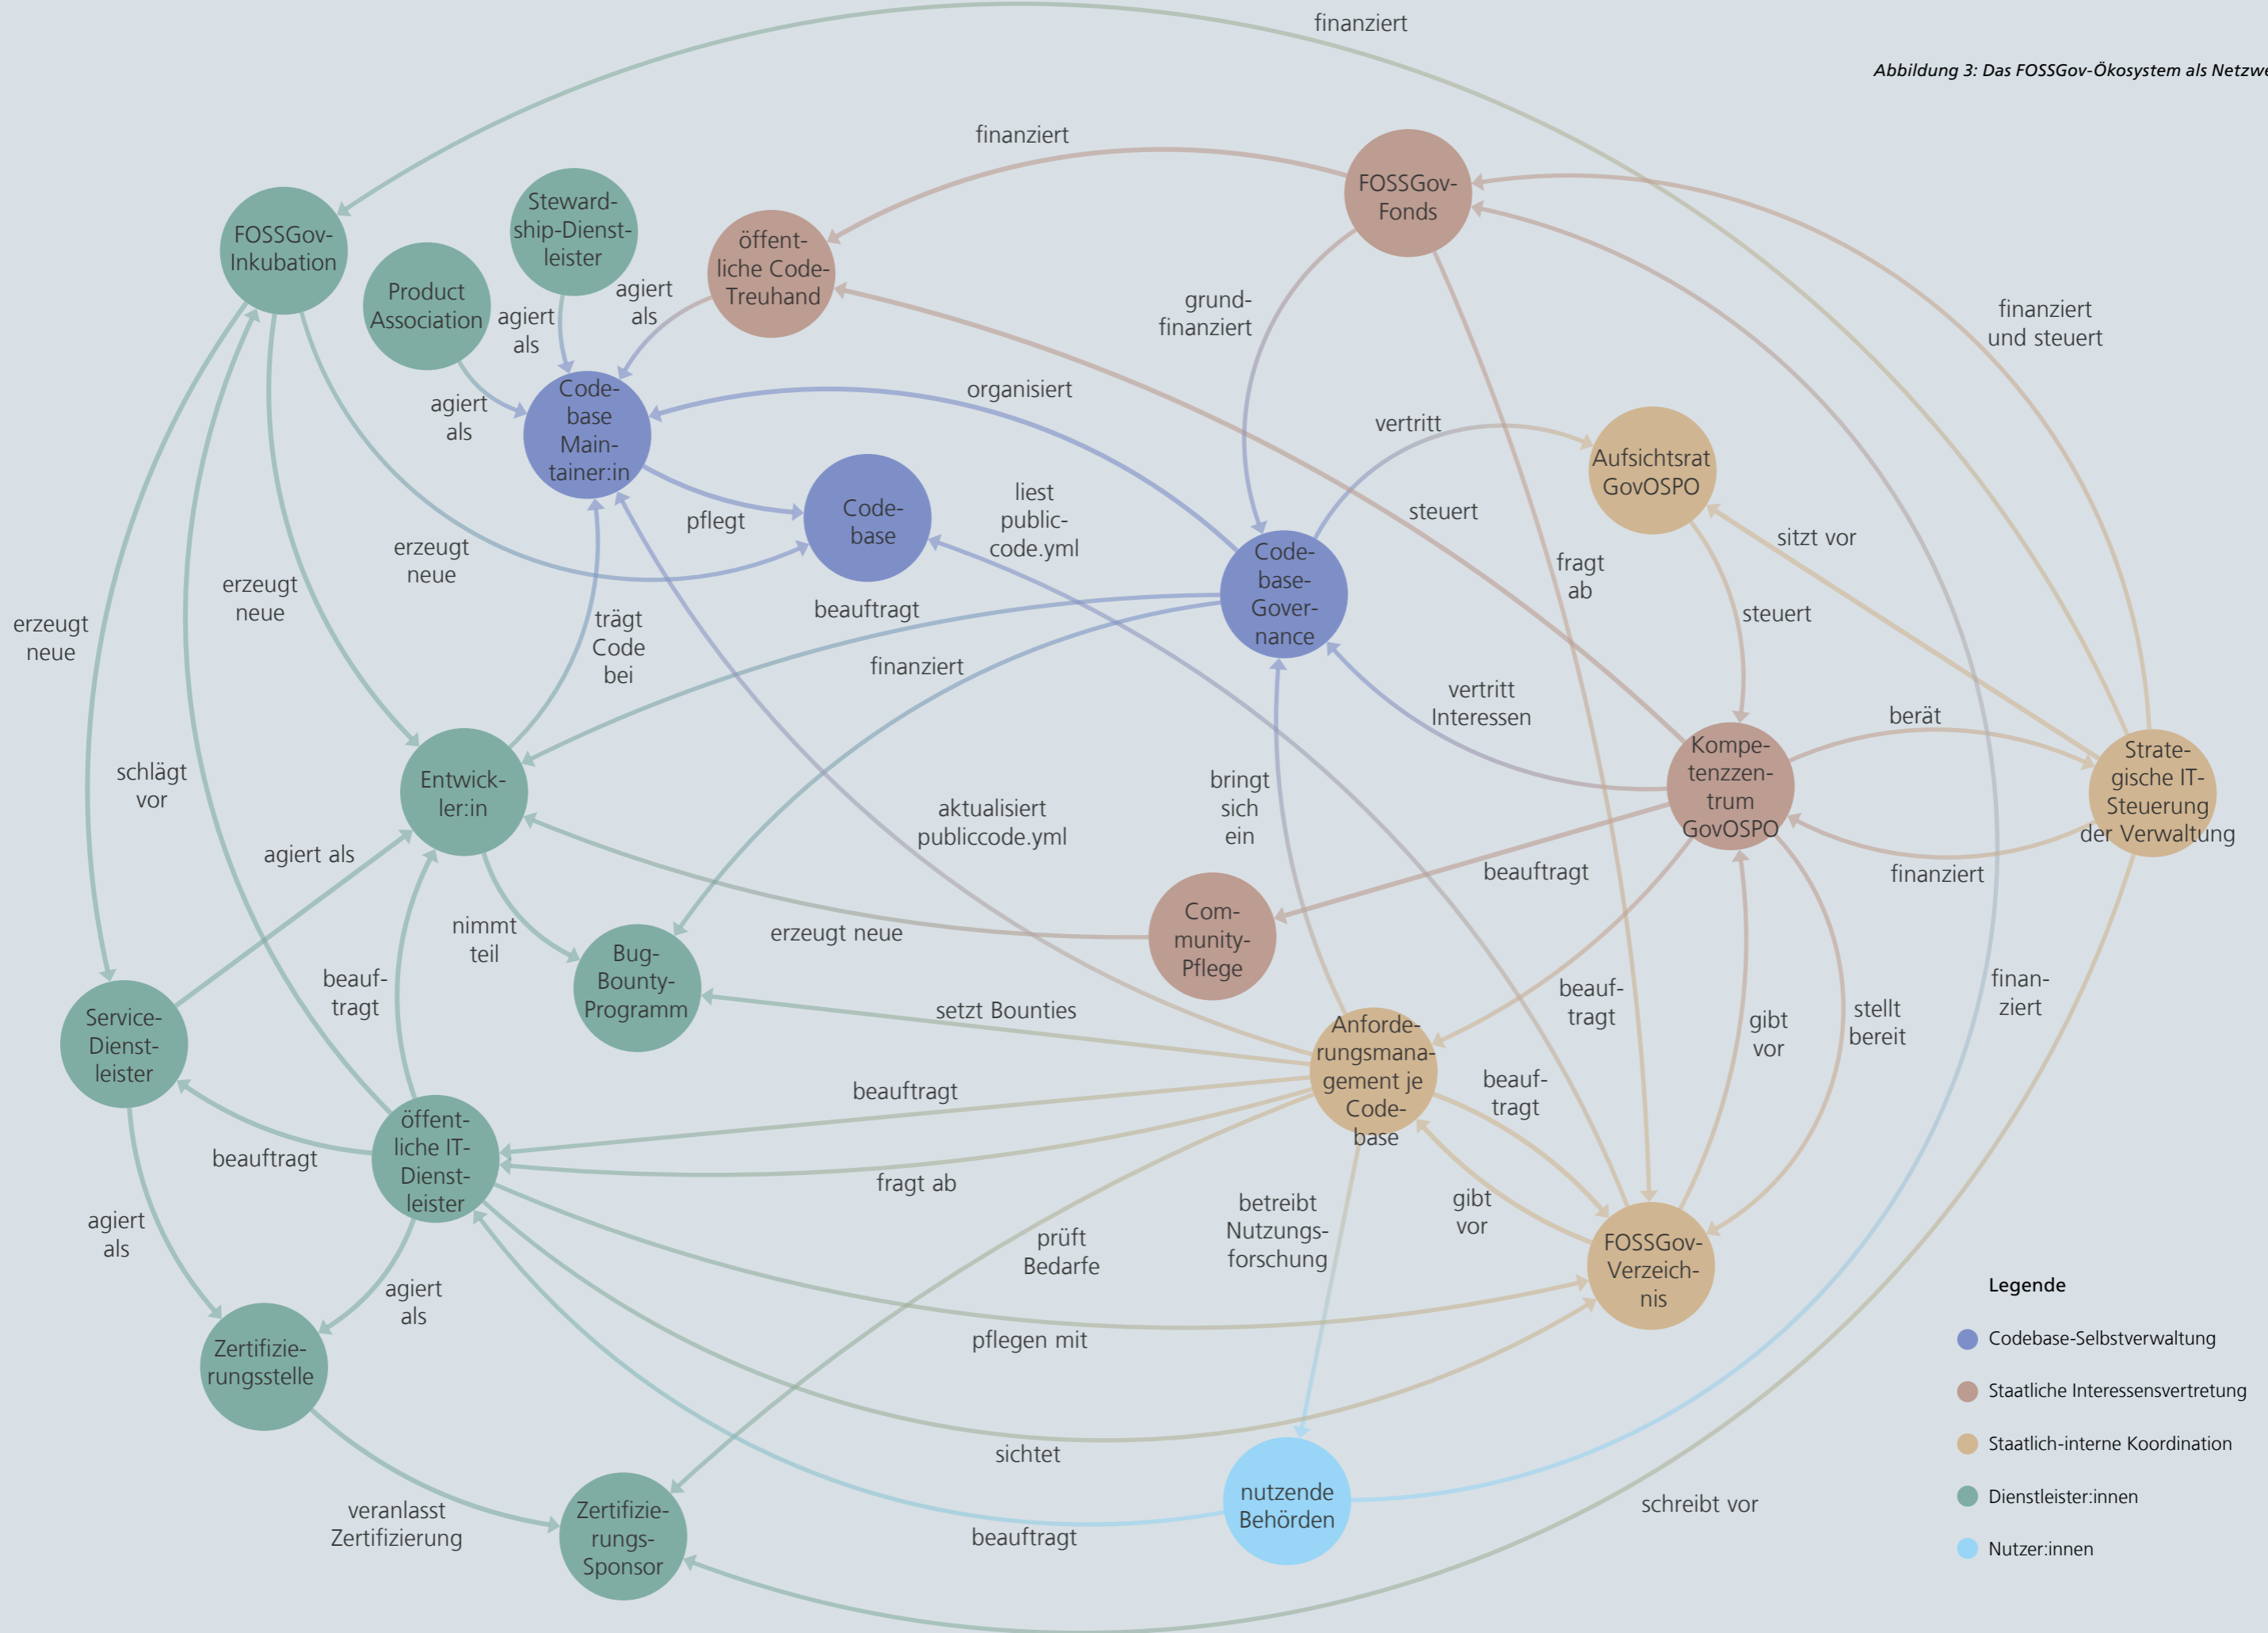 finanziert
Abbildung 3: Das FOSSGov-Ökosystem als Netzwe
finanziert
FOSSGov-
Fonds
Steward-
ship-Dienst-
leister
FOSSGov-
Inkubation
öffent-
liche Code-
Treuhand
Product
Association
agiert
als
agiert
als
grund-
finanziert
finanziert
und steuert
agiert
als
Code-
base
Main-
tainer:in
organisiert
vertritt
Aufsichtsrat
GovOSPO
pflegt
Code-
base
liest
public-
code.yml
steuert
sitzt vor
erzeugt
neue
erzeugt
neue
erzeugt
neue
Code-
base-
Gover-
nance
fragt
ab
beauftragt
trägt
Code
bei
finanziert
steuert
vertritt
Interessen
berät
schlägt
vor
Entwick-
ler:in
Kompe-
tenzzen-
trum
GovOSPO
Strate-
gische IT-
Steuerung
der Verwaltung
bringt
sich
ein
aktualisiert
publiccode.yml
agiert als
beauftragt
finanziert
nimmt
teil
erzeugt neue
Com-
munity-
Pflege
Bug-
Bounty-
Programm
beauf-
tragt
setzt Bounties
beauf-
tragt
gibt
vor
stellt
bereit
finan-
ziert
Service-
Dienst-
leister
Anforde-
rungsmana-
gement je
Code-
base
beauftragt
beauf-
tragt
öffent-
liche IT-
Dienst-
leister
beauftragt
fragt ab
gibt
vor
betreibt
Nutzungs-
forschung
agiert
als
prüft
Bedarfe
FOSSGov-
Verzeich-
nis
agiert
als
Zertifizie-
rungsstelle
pflegen mit
sichtet
nutzende
Behörden
veranlasst
Zertifizierung
Zertifizie-
rungs-
Sponsor
beauftragt
schreibt vor
Legende
Codebase-Selbstverwaltung
Staatliche Interessensvertretung
Staatlich-interne Koordination
Dienstleister:innen
Nutzer:innen